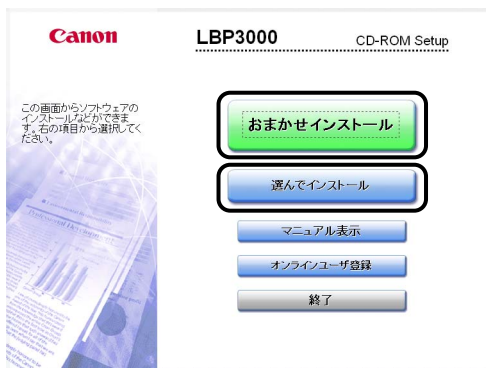 Canon
LBP3000
CD-ROM Setup
この画面からソフトウェアの
インストールなどができま
す。右の項目から選択してく
ださい。
おまかせインストール
選んでインストール
マニュアル表示
オンラインユーザ登録
終了